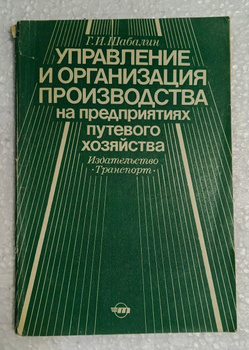 Г.И.Шабалин
УПРАВЛЕНИЕ
И ОРГАНИЗАЦИЯ
ПРОИЗВОДСТВА
на предприятиях
путевого
хозяйства
Издательство
•Транспорт•